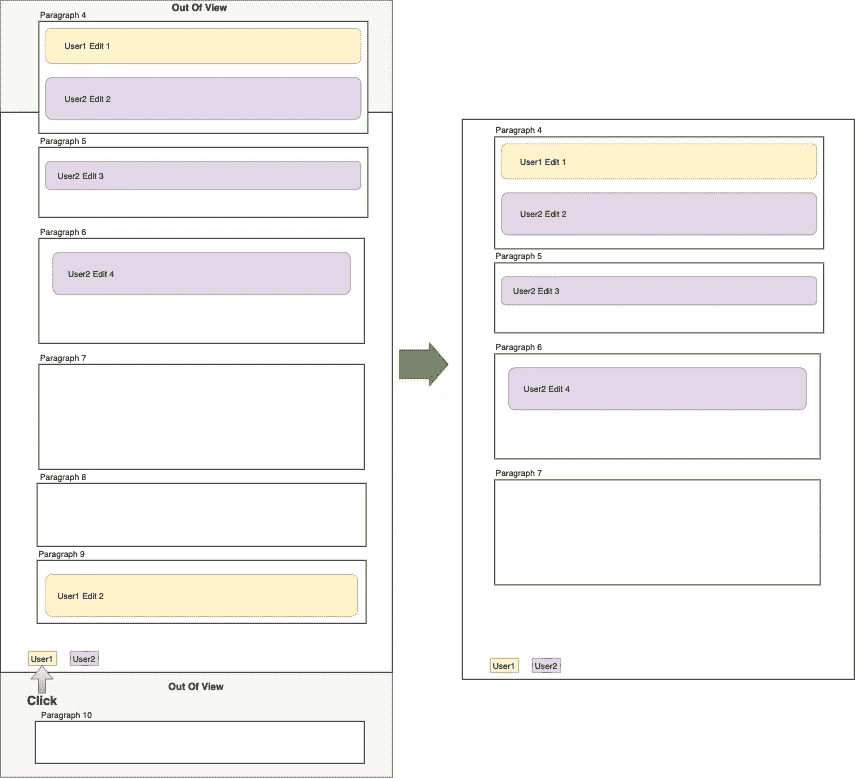 Out Of View
Paragraph 4
User1 Edit 1
User2 Edit 2
Paragraph 5
User2 Edit 3
Paragraph 6
User2 Edit 4
Paragraph 7
Paragraph 8
Paragraph 9
User1 Edit 2
User1 User2
Out Of View
Click
Paragraph 10
Paragraph 4
User1 Edit 1
User2 Edit 2
Paragraph 5
User2 Edit 3
Paragraph 6
User2 Edit 4
Paragraph 7
User1 User2